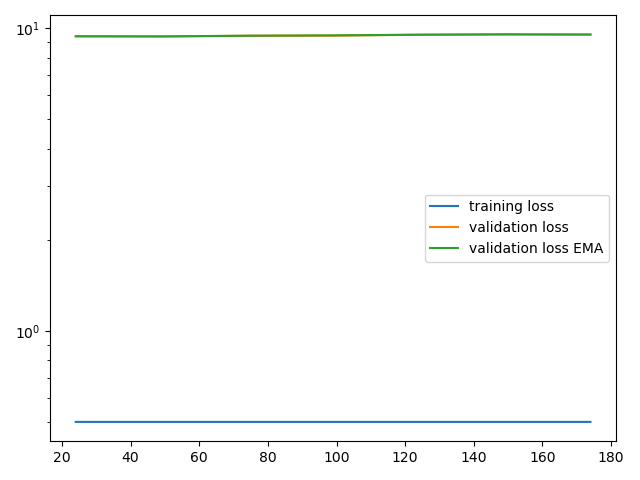 10¹
10⁰
training loss
validation loss
validation loss EMA
20 40 60 80 100 120 140 160 180